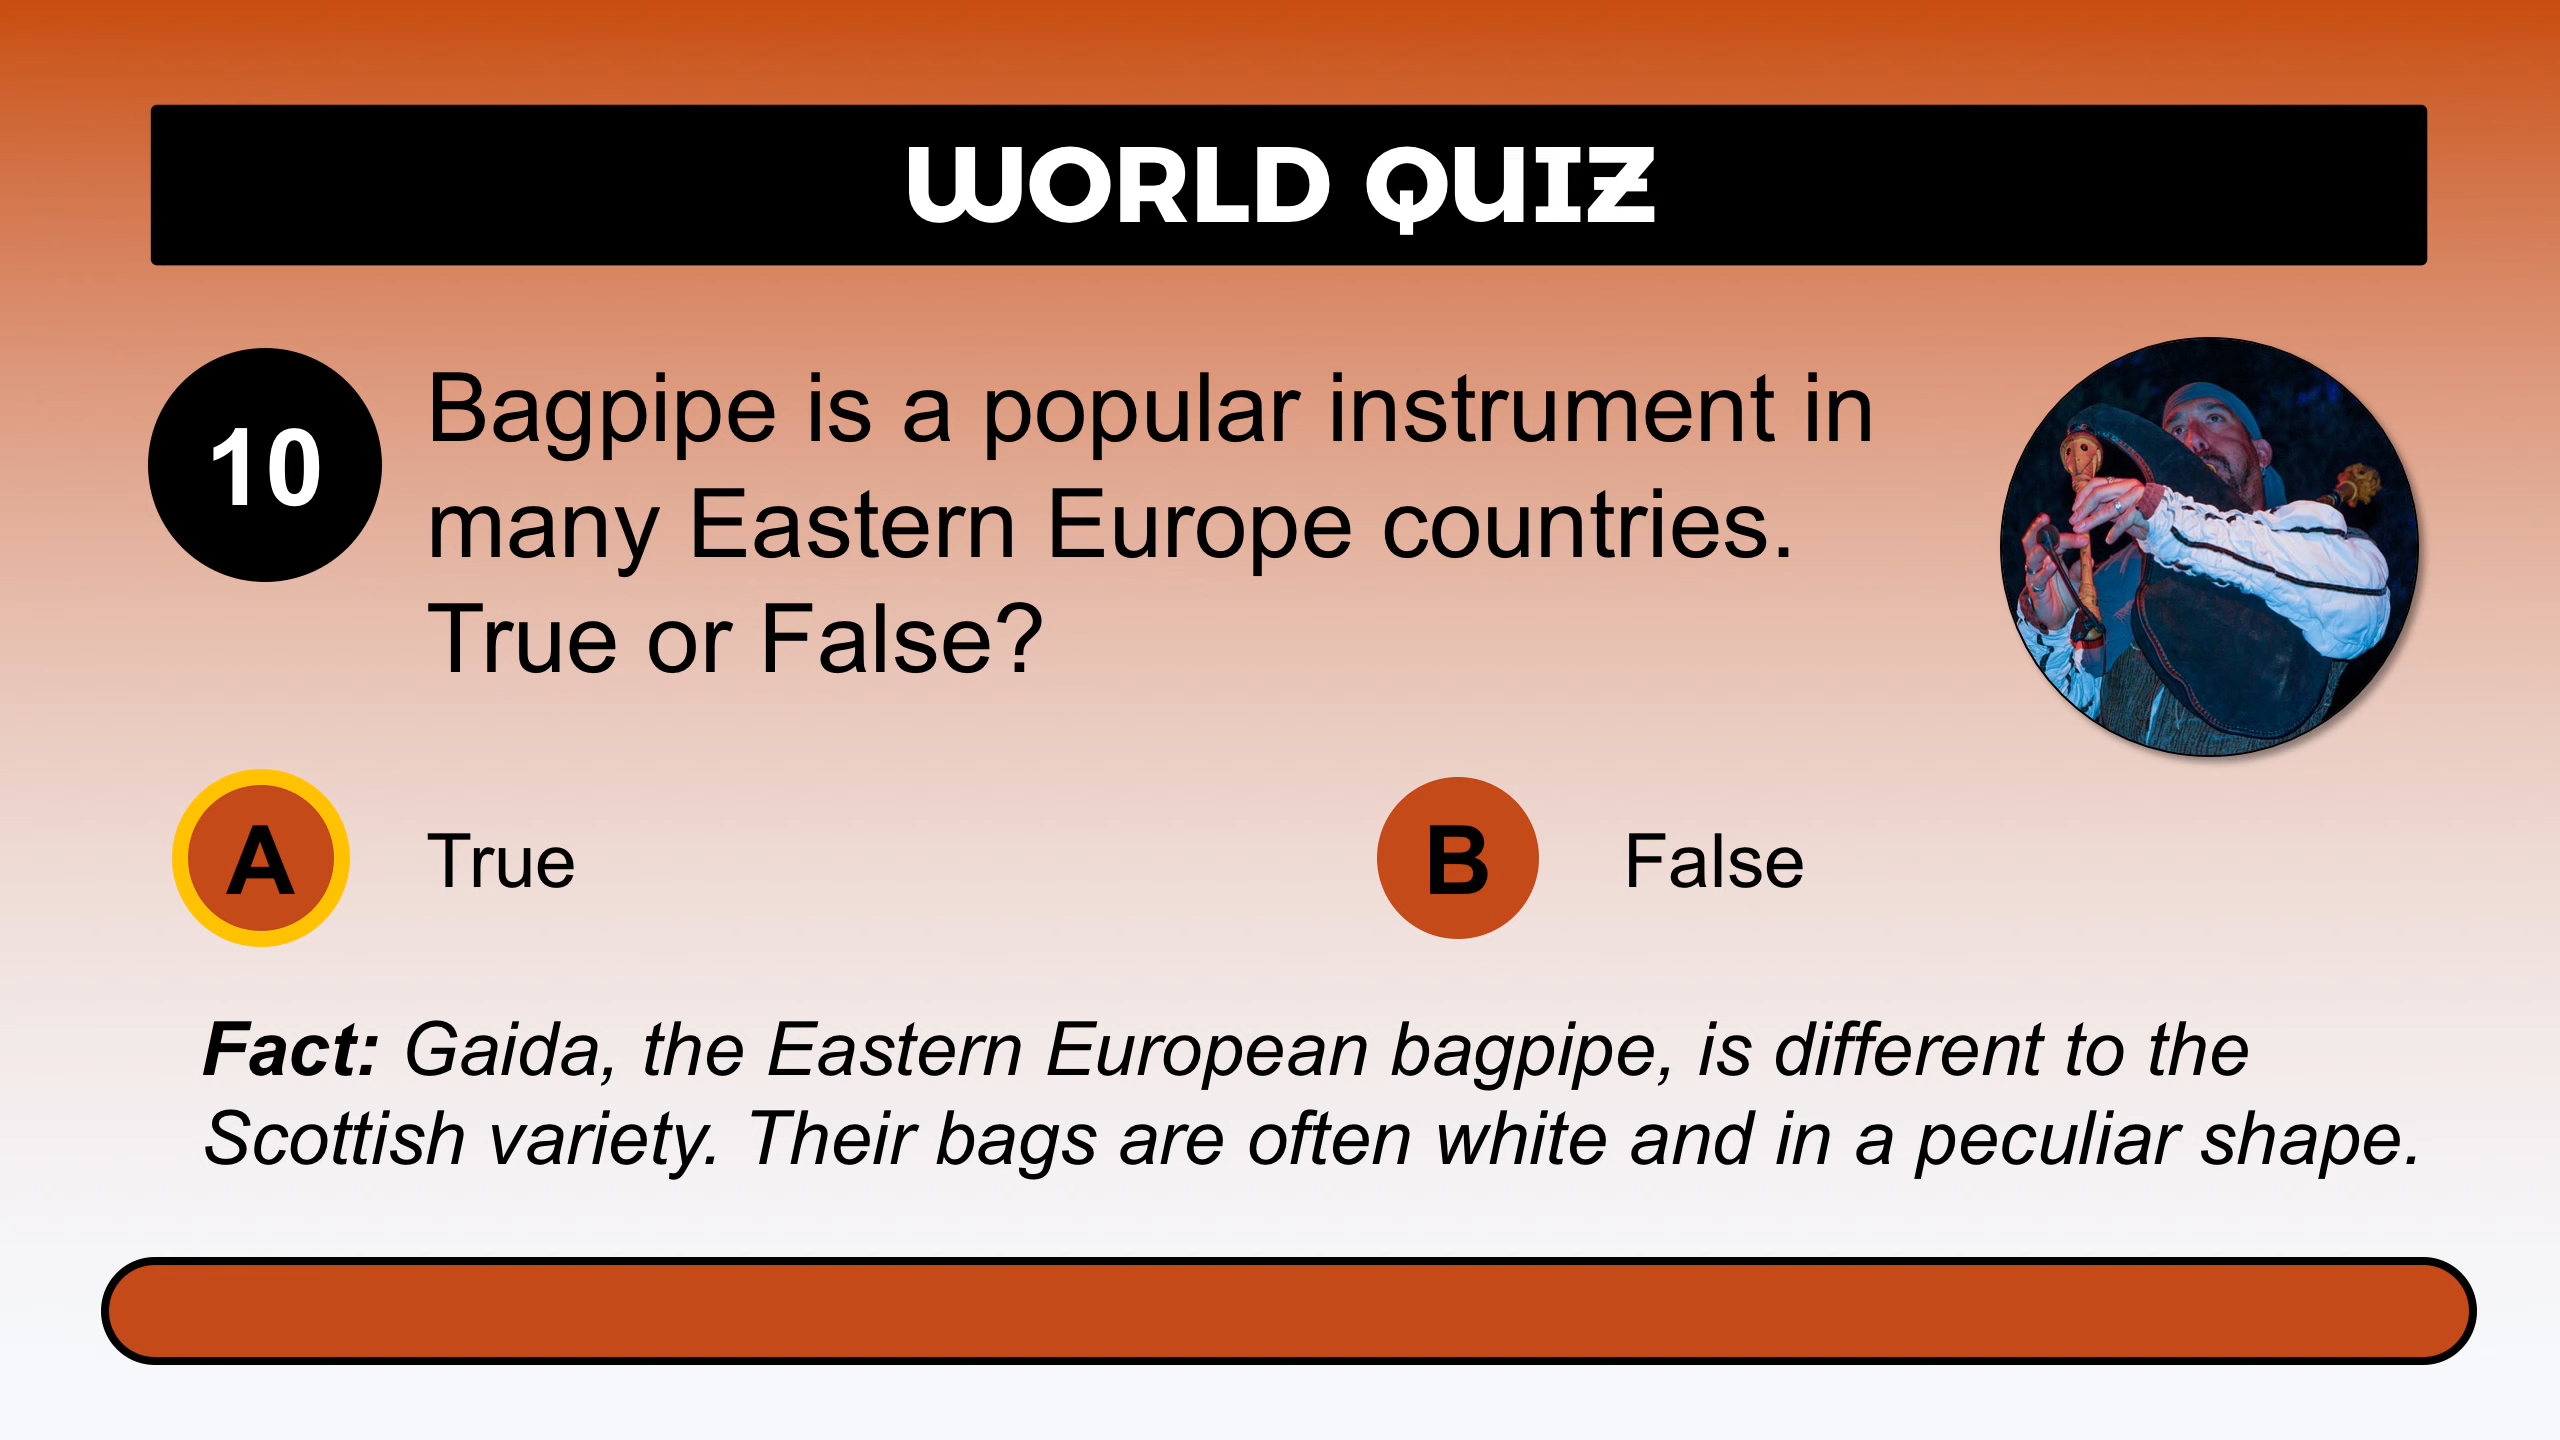 WORLD QUIZ
10
Bagpipe is a popular instrument in
many Eastern Europe countries.
True or False?
A True
B False
Fact: Gaida, the Eastern European bagpipe, is different to the
Scottish variety. Their bags are often white and in a peculiar shape.